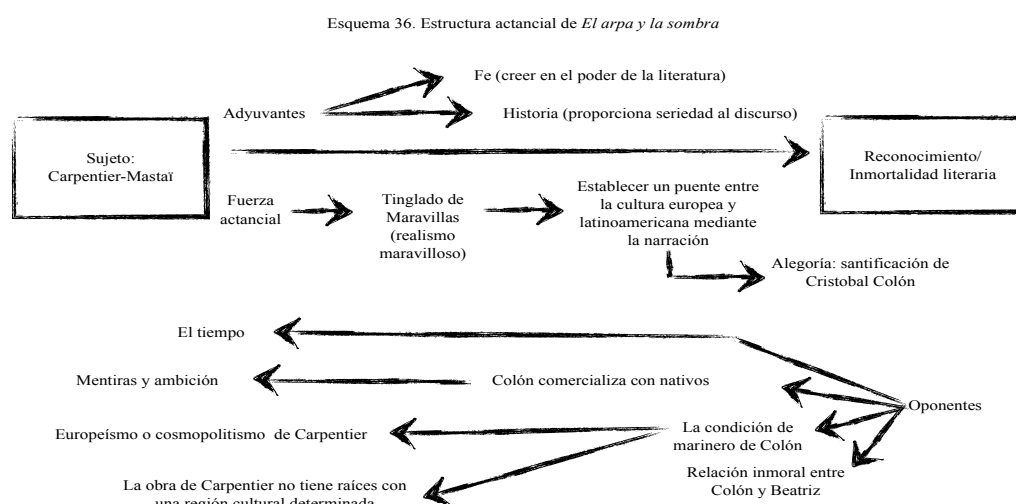 Esquema 36. Estructura actancial de El arpa y la sombra
Fe (creer en el poder de la literatura)
Adyuvantes
Historia (proporciona seriedad al discurso)
Sujeto:
Carpentier-Mastaï
Reconocimiento/
Inmortalidad literaria
Fuerza
actancial
Tinglado de
Maravillas
(realismo
maravilloso)
Establecer un puente entre
la cultura europea y
latinoamericana mediante
la narración
Alegoría: santificación de
Cristobal Colón
El tiempo
Mentiras y ambición
Colón comercializa con nativos
Oponentes
Europeísmo o cosmopolitismo de Carpentier
La condición de
marinero de Colón
Relación inmoral entre
Colón y Beatriz
La obra de Carpentier no tiene raíces con
una región cultural determinada